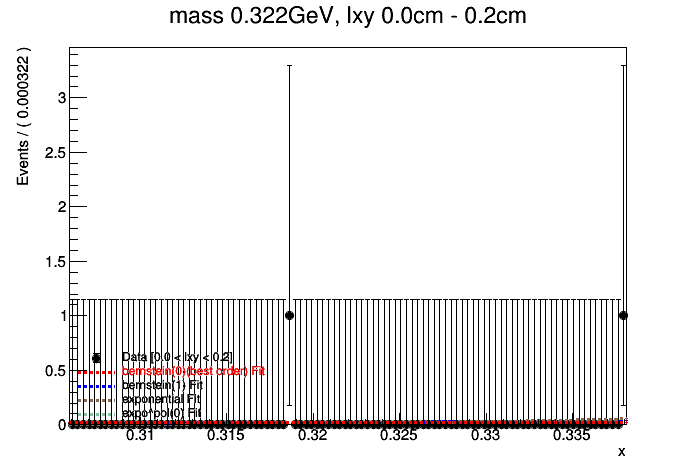 mass 0.322GeV, lxy 0.0cm - 0.2cm
Events / ( 0.000322 )
3
2.5
2
1.5
1
0.5
0
Data [0.0 < lxy < 0.2]
bernstein(0)(best order) Fit
bernstein(1) Fit
exponential Fit
expo*pol(0) Fit
0.31 0.315 0.32 0.325 0.33 0.335
x